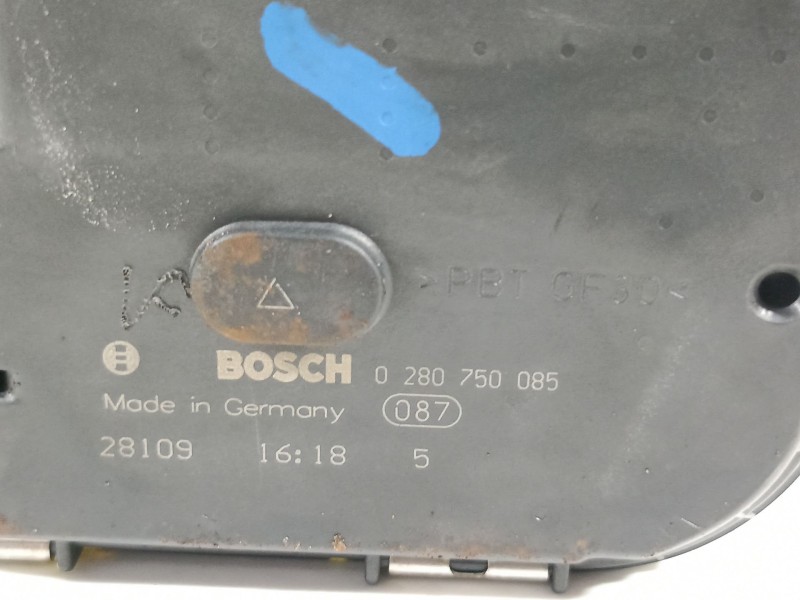 >PBT GF30<
BOSCH 0 280 750 085
Made in Germany 087
28109 16:18 5